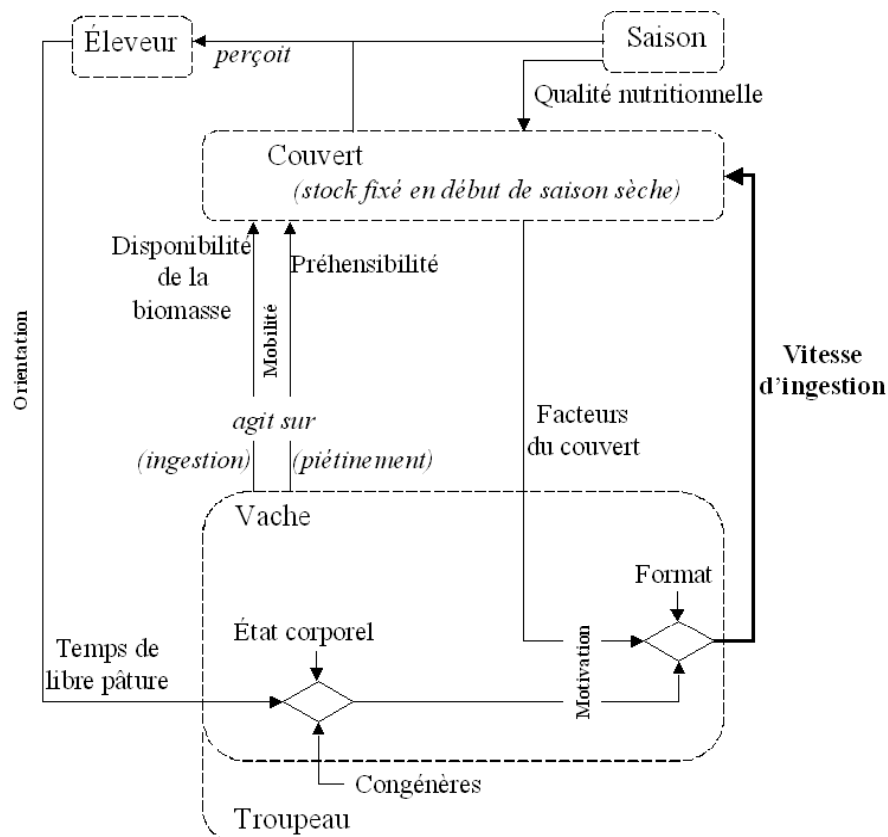 Éleveur
perçoit
Saison
Qualité nutritionnelle
Couvert
(stock fixé en début de saison sèche)
Disponibilité
de la
biomasse
Préhensibilité
Mobilité
Orientation
Vitesse
d'ingestion
agit sur
(ingestion)
(piétinement)
Facteurs
du couvert
Vache
Format
État corporel
Temps de
libre pâture
Motivation
Congénères
Troupeau